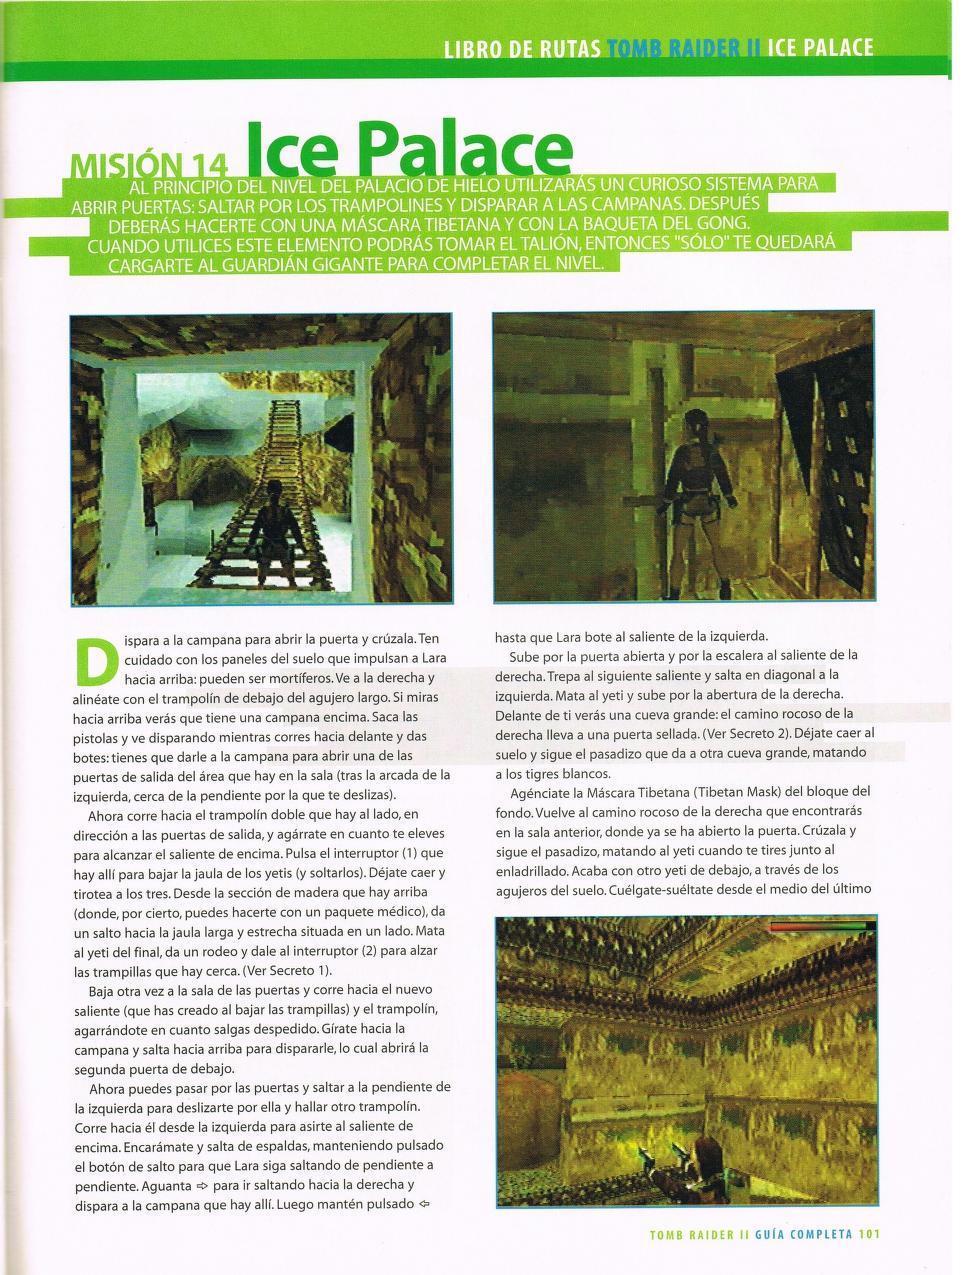 LIBRO DE RUTAS TOMB RAIDER II ICE PALACE
MISIÓN 14 Ice Palace
AL PRINCIPIO DEL NIVEL DEL PALACIO DE HIELO UTILIZARÁS UN CURIOSO SISTEMA PARA
ABRIR PUERTAS: SALTAR POR LOS TRAMPOLINES Y DISPARAR A LAS CAMPANAS. DESPUÉS
DEBERÁS HACERTE CON UNA MÁSCARA TIBETANA Y CON LA BAQUETA DEL GONG.
CUANDO UTILICES ESTE ELEMENTO PODRÁS TOMAR EL TALIÓN, ENTONCES "SÓLO" TE QUEDARÁ
CARGARTE AL GUARDIÁN GIGANTE PARA COMPLETAR EL NIVEL.
Dispara a la campana para abrir la puerta y crúzala. Ten
cuidado con los paneles del suelo que impulsan a Lara
hacia arriba: pueden ser mortíferos. Ve a la derecha y
alinéate con el trampolín de debajo del agujero largo. Si miras
hacia arriba verás que tiene una campana encima. Saca las
pistolas y ve disparando mientras corres hacia delante y das
botes: tienes que darle a la campana para abrir una de las
puertas de salida del área que hay en la sala (tras la arcada de la
izquierda, cerca de la pendiente por la que te deslizas).
Ahora corre hacia el trampolín doble que hay al lado, en
dirección a las puertas de salida, y agárrate en cuanto te eleves
para alcanzar el saliente de encima. Pulsa el interruptor (1) que
hay allí para bajar la jaula de los yetis (y soltarlos). Déjate caer y
tirotea a los tres. Desde la sección de madera que hay arriba
(donde, por cierto, puedes hacerte con un paquete médico), da
un salto hacia la jaula larga y estrecha situada en un lado. Mata
al yeti del final, da un rodeo y dale al interruptor (2) para alzar
las trampillas que hay cerca. (Ver Secreto 1).
Baja otra vez a la sala de las puertas y corre hacia el nuevo
saliente (que has creado al bajar las trampillas) y el trampolín,
agarrándote en cuanto salgas despedido. Gírate hacia la
campana y salta hacia arriba para dispararle, lo cual abrirá la
segunda puerta de debajo.
Ahora puedes pasar por las puertas y saltar a la pendiente de
la izquierda para deslizarte por ella y hallar otro trampolín.
Corre hacia él desde la izquierda para asirte al saliente de
encima. Encarámate y salta de espaldas, manteniendo pulsado
el botón de salto para que Lara siga saltando de pendiente a
pendiente. Aguanta ⇨ para ir saltando hacia la derecha y
dispara a la campana que hay allí. Luego mantén pulsado ⇦
hasta que Lara bote al saliente de la izquierda.
Sube por la puerta abierta y por la escalera al saliente de la
derecha. Trepa al siguiente saliente y salta en diagonal a la
izquierda. Mata al yeti y sube por la abertura de la derecha.
Delante de ti verás una cueva grande: el camino rocoso de la
derecha lleva a una puerta sellada. (Ver Secreto 2). Déjate caer al
suelo y sigue el pasadizo que da a otra cueva grande, matando
a los tigres blancos.
Agénciate la Máscara Tibetana (Tibetan Mask) del bloque del
fondo. Vuelve al camino rocoso de la derecha que encontrarás
en la sala anterior, donde ya se ha abierto la puerta. Crúzala y
sigue el pasadizo, matando al yeti cuando te tires junto al
enladrillado. Acaba con otro yeti de debajo, a través de los
agujeros del suelo. Cuélgate-suéltate desde el medio del último
TOMB RAIDER II GUÍA COMPLETA 101